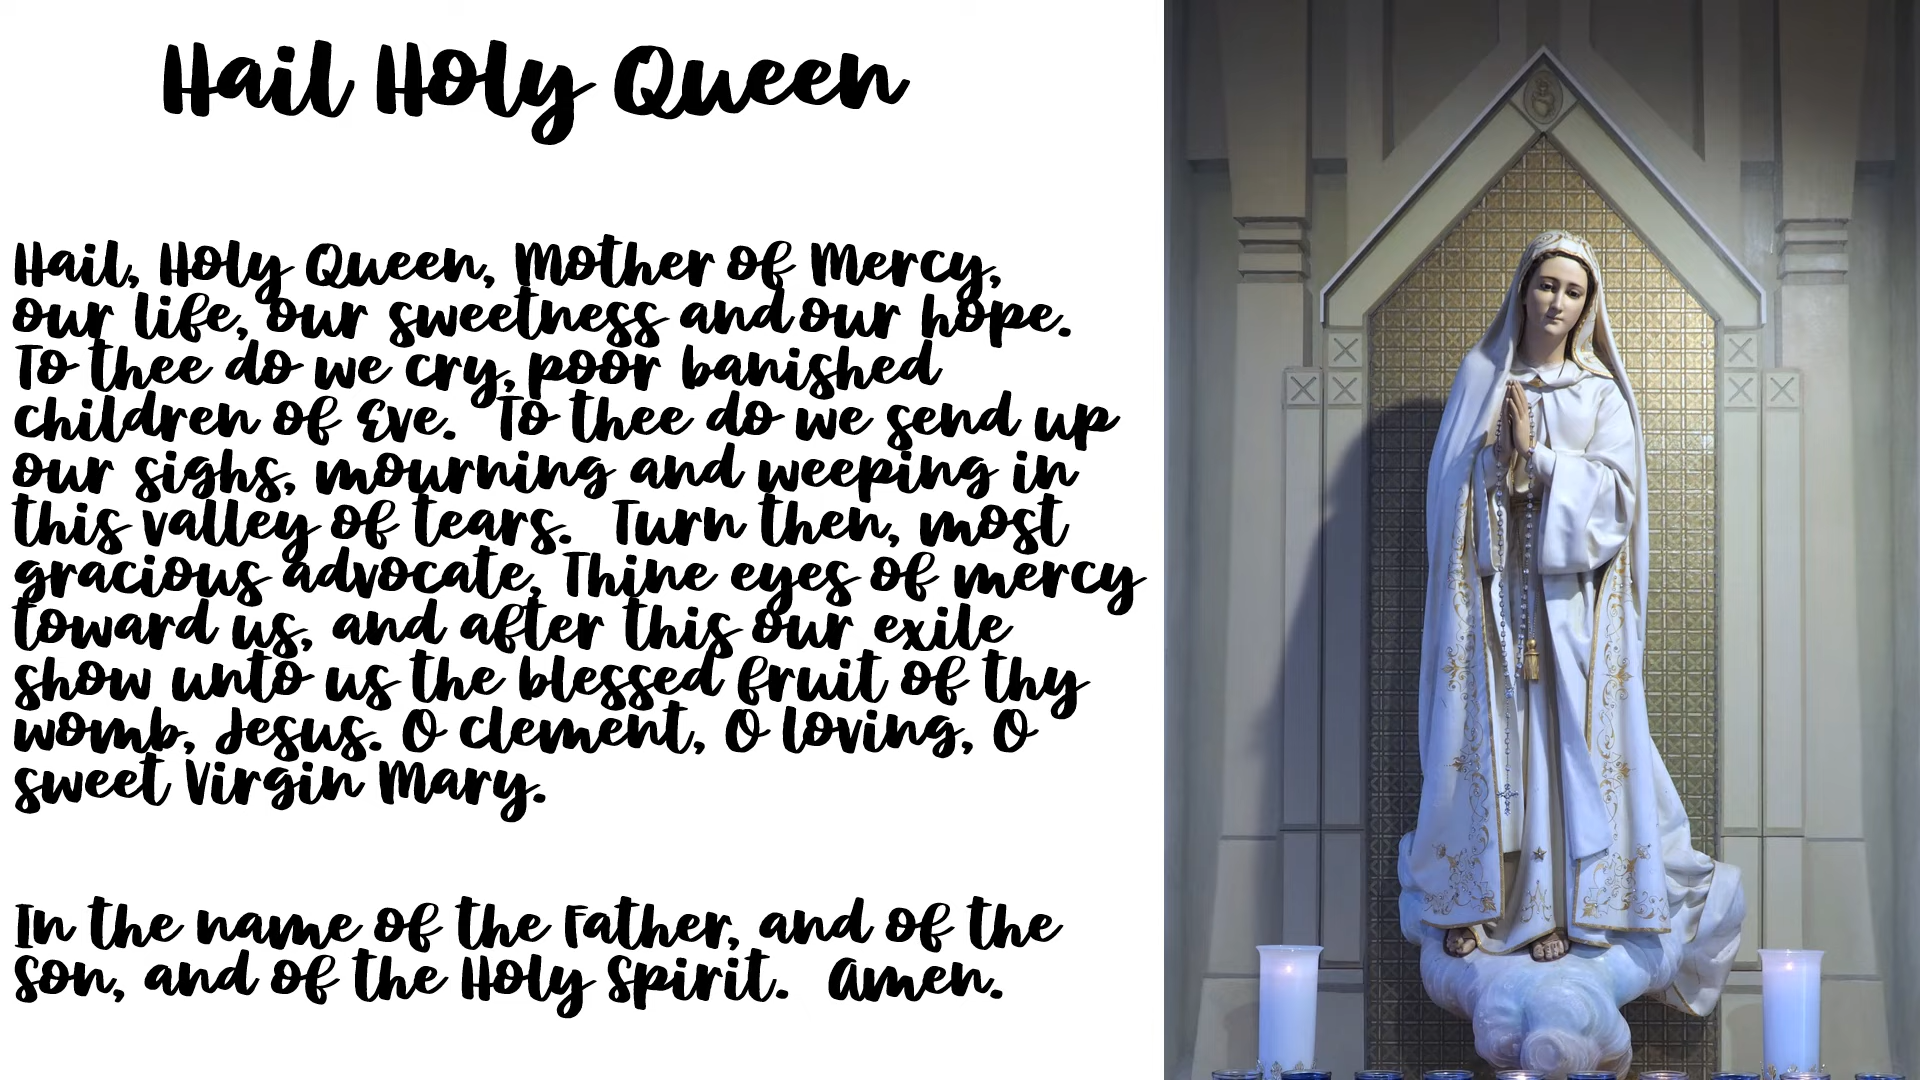 Hail Holy Queen
Hail, Holy Queen, Mother of Mercy,
our life, our sweetness and our hope.
To thee do we cry, poor banished
children of Eve. To thee do we send up
our sighs, mourning and weeping in
this valley of tears. Turn then, most
gracious advocate, Thine eyes of mercy
toward us, and after this our exile
show unto us the blessed fruit of thy
womb, Jesus. O clement, O loving, O
sweet Virgin Mary.
In the name of the Father, and of the
Son, and of the Holy Spirit. Amen.